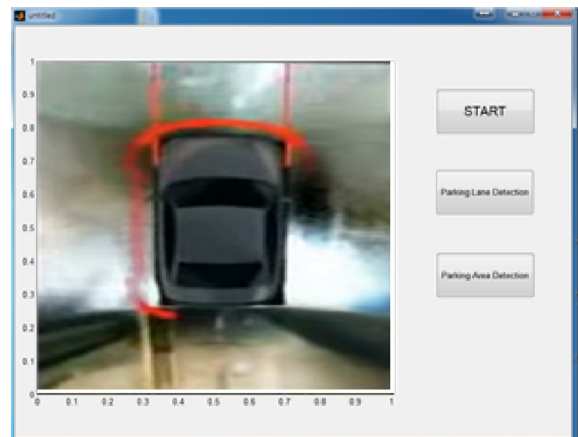 untitled
1
0.9
0.8
0.7
0.6
0.5
0.4
0.3
0.2
0.1
0
0 0.1 0.2 0.3 0.4 0.5 0.6 0.7 0.8 0.9 1
START
Parking Lane Detection
Parking Area Detection